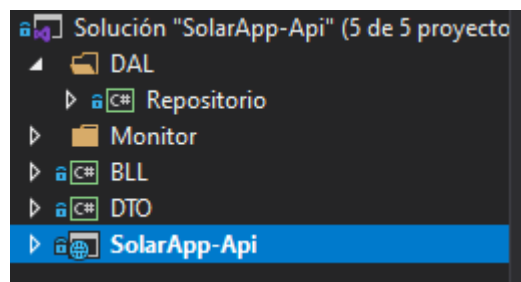 Solución "SolarApp-Api" (5 de 5 proyecto
DAL
C# Repositorio
Monitor
C# BLL
C# DTO
SolarApp-Api